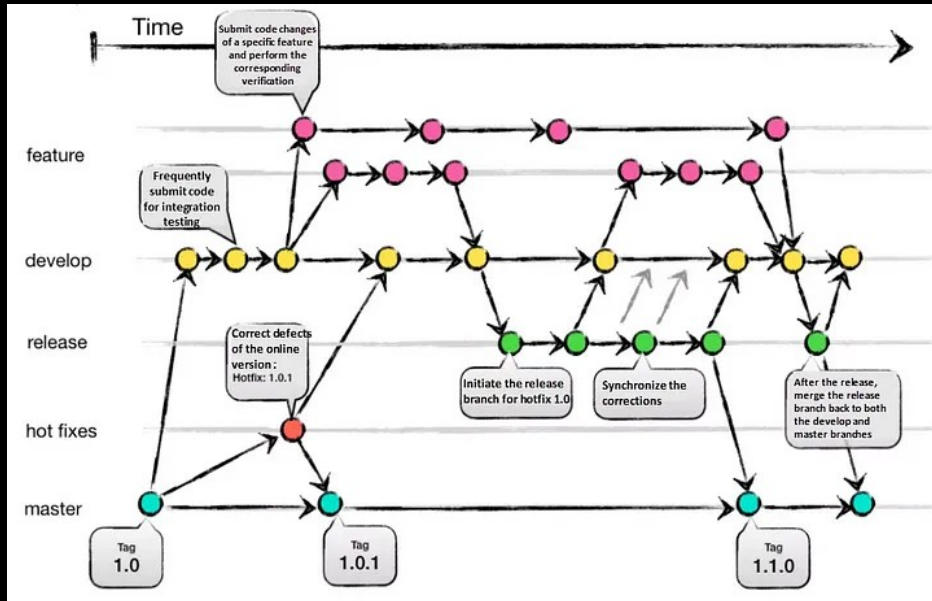 Time
Submit code changes
of a specific feature
and perform the
corresponding
verification
feature
Frequently
submit code
for integration
testing
develop
release
Correct defects
of the online
version :
Hotfix: 1.0.1
Initiate the release
branch for hotfix 1.0
Synchronize the
corrections
After the release,
merge the release
branch back to both
the develop and
master branches
hot fixes
master
Tag
1.0
Tag
1.0.1
Tag
1.1.0